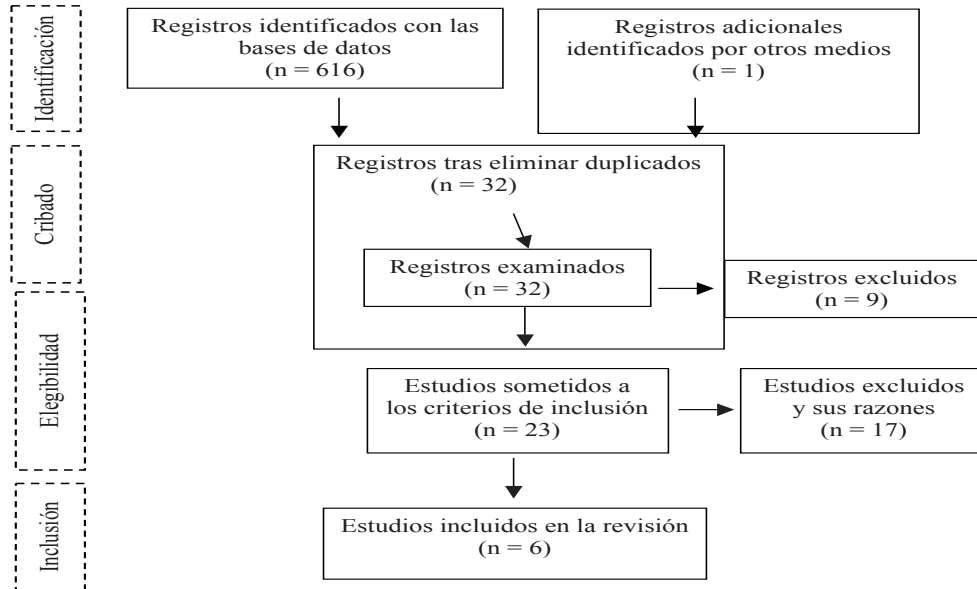 Identificación
Registros identificados con las
bases de datos
(n = 616)
Registros adicionales
identificados por otros medios
(n = 1)
Cribado
Registros tras eliminar duplicados
(n = 32)
Registros examinados
(n = 32)
Registros excluidos
(n = 9)
Elegibilidad
Estudios sometidos a
los criterios de inclusión
(n = 23)
Estudios excluidos
y sus razones
(n = 17)
Inclusión
Estudios incluidos en la revisión
(n = 6)